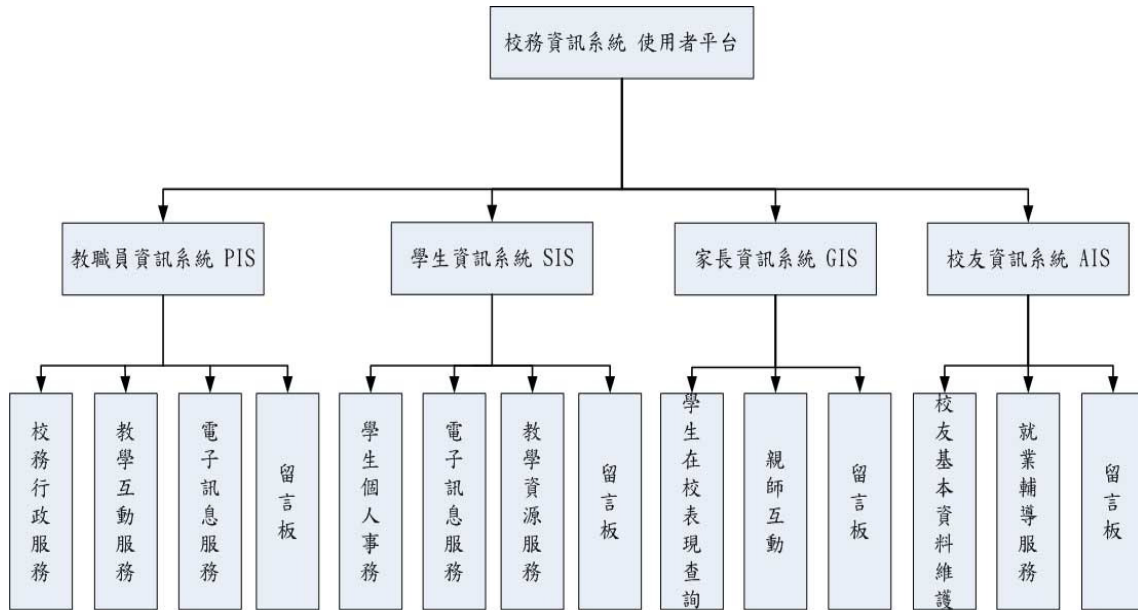 校務資訊系統 使用者平台
教職員資訊系統 PIS
學生資訊系統 SIS
家長資訊系統 GIS
校友資訊系統 AIS
校務行政服務
教學互動服務
電子訊息服務
留言板
學生個人事務
電子訊息服務
教學資源服務
留言板
學生在校表現查詢
親師互動
留言板
校友基本資料維護
就業輔導服務
留言板